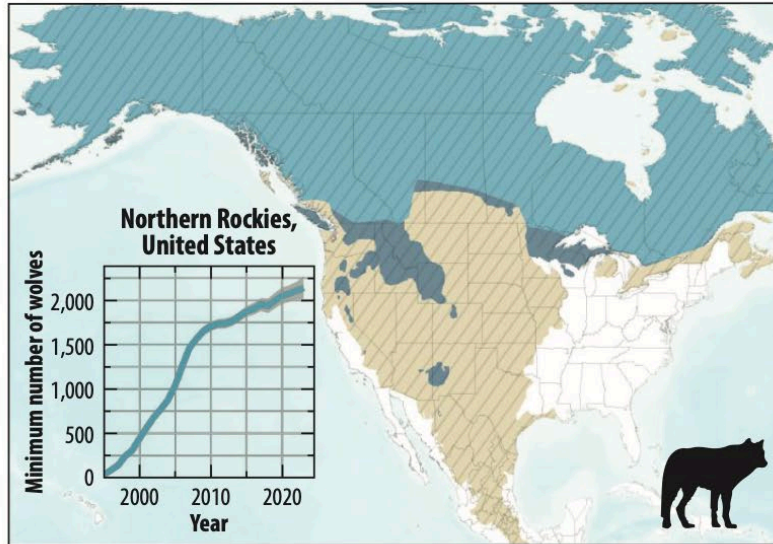 Northern Rockies,
United States
Minimum number of wolves
2,000
1,500
1,000
500
0
2000
2010
2020
Year